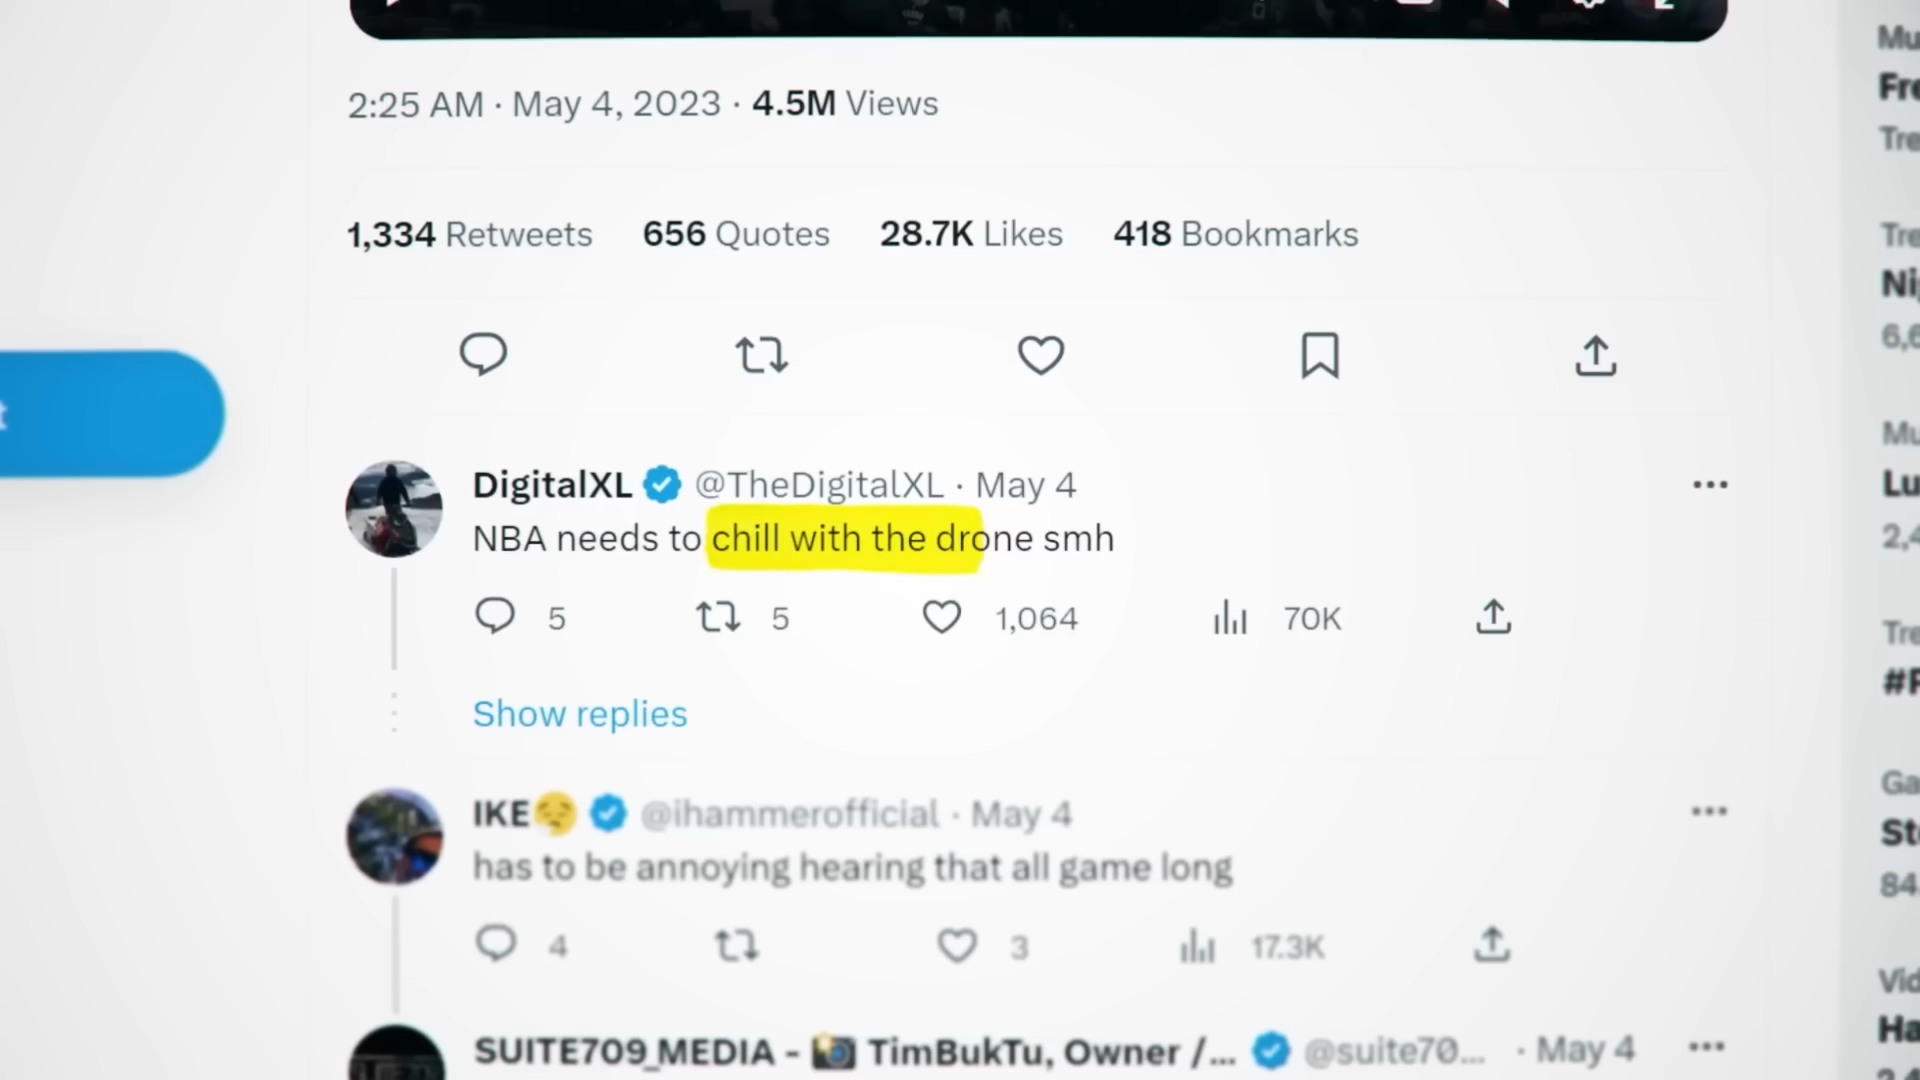 2:25 AM · May 4, 2023 · 4.5M Views
1,334 Retweets 656 Quotes 28.7K Likes 418 Bookmarks
DigitalXL @TheDigitalXL · May 4
NBA needs to chill with the drone smh
5 5 1,064 70K
Show replies
IKE😔 @ihammerofficial · May 4
has to be annoying hearing that all game long
4 3 17.3K
SUITE709_MEDIA - 📸 TimBukTu, Owner /... @suite70... · May 4